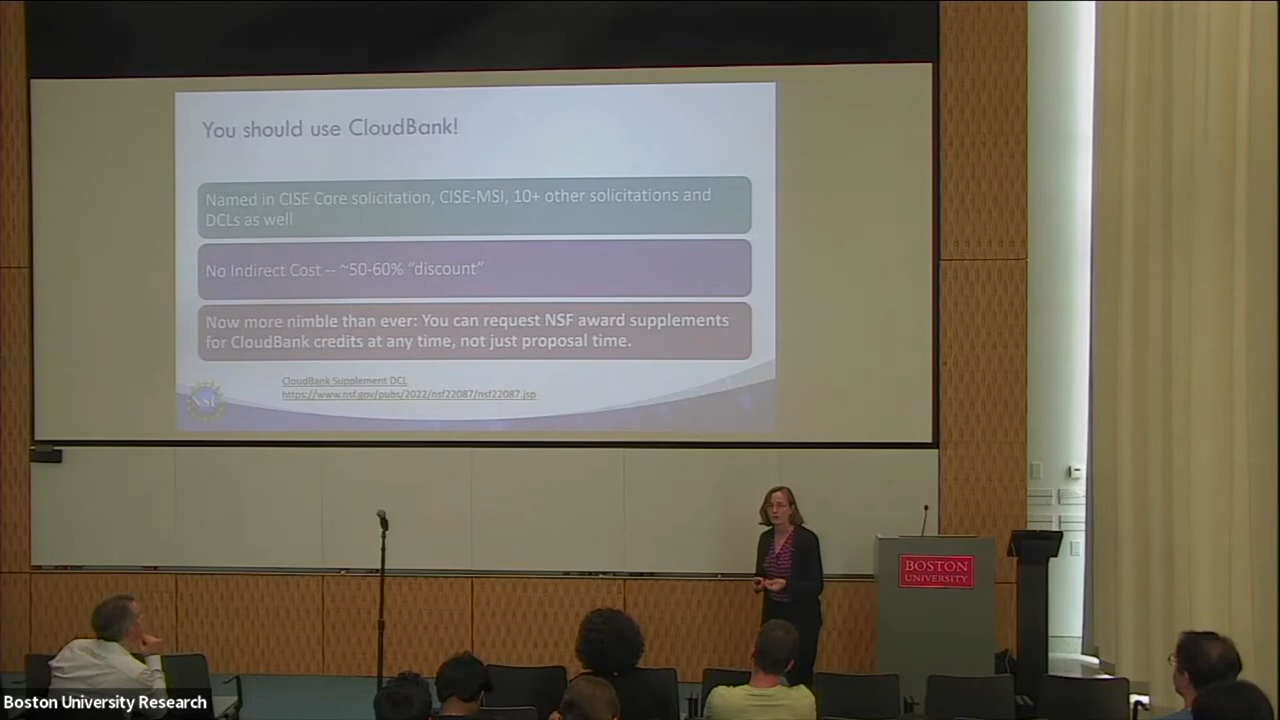 You should use CloudBank!
Named in CISE Core solicitation, CISE-MSI, 10+ other solicitations and
DCLs as well
No Indirect Cost -- ~50-60% "discount"
Now more nimble than ever: You can request NSF award supplements
for CloudBank credits at any time, not just proposal time.
CloudBank Supplement DCL
https://www.nsf.gov/pubs/2022/nsf22087/nsf22087.jsp
NSF
BOSTON
UNIVERSITY
Boston University Research